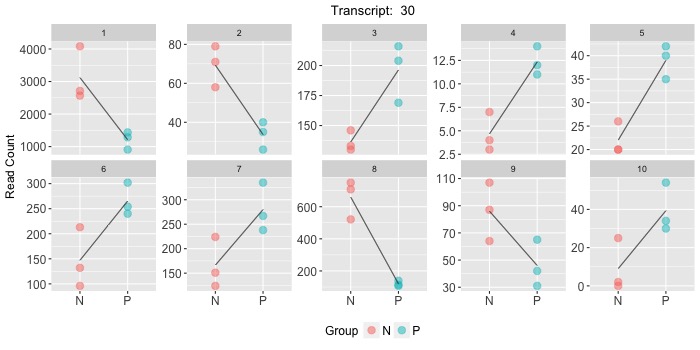 Transcript: 30
1 2 3 4 5
4000 3000 2000 1000
80 60 40
200 150
12.5 10.0 7.5 5.0 2.5
40 35 30 25 20
Read Count
6 7 8 9 10
300 250 200 150 100
300 250 200 150
600 400 200
110 90 70 50 30
40 20 0
N P N P N P N P N P
Group N P